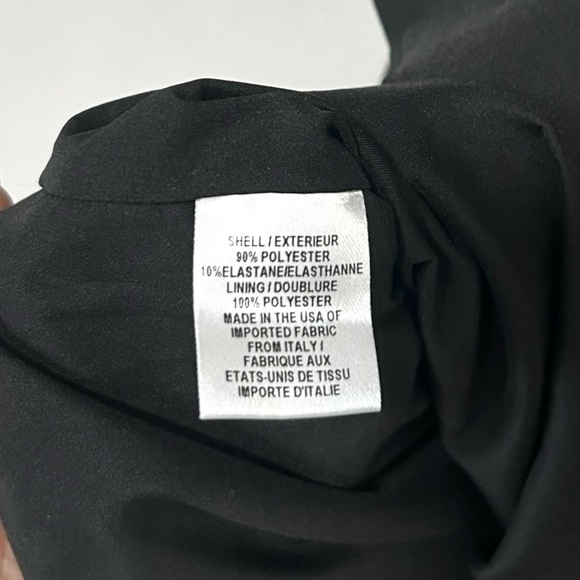 SHELL / EXTERIEUR
90% POLYESTER
10%ELASTANE/ELASTHANNE
LINING / DOUBLURE
100% POLYESTER
MADE IN THE USA OF
IMPORTED FABRIC
FROM ITALY /
FABRIQUE AUX
ETATS-UNIS DE TISSU
IMPORTE D'ITALIE